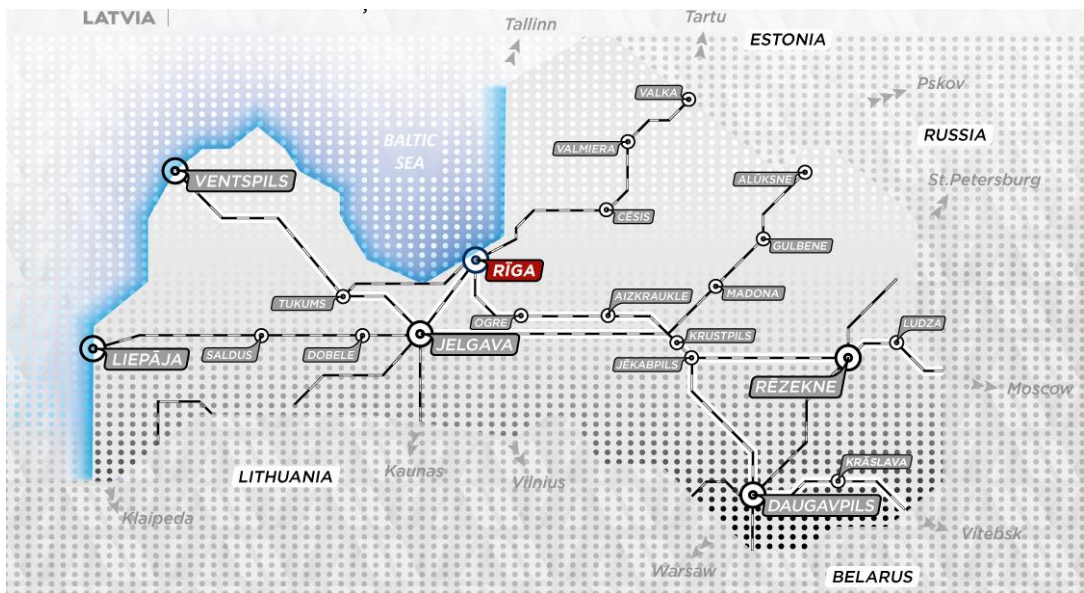 LATVIA
Tallinn
Tartu
ESTONIA
Pskov
RUSSIA
St.Petersburg
VALKA
BALTIC
SEA
VALMIERA
VENTSPILS
ALŪKSNE
CĒSIS
GULBENE
RĪGA
TUKUMS
MADONA
AIZKRAUKLE
OGRE
LUDZA
JELGAVA
KRUSTPILS
LIEPĀJA
SALDUS
DOBELE
JĒKABPILS
RĒZEKNE
Moscow
LITHUANIA
Kaunas
Vilnius
KRĀSLAVA
DAUGAVPILS
Klaipeda
Vitebsk
Warsaw
BELARUS